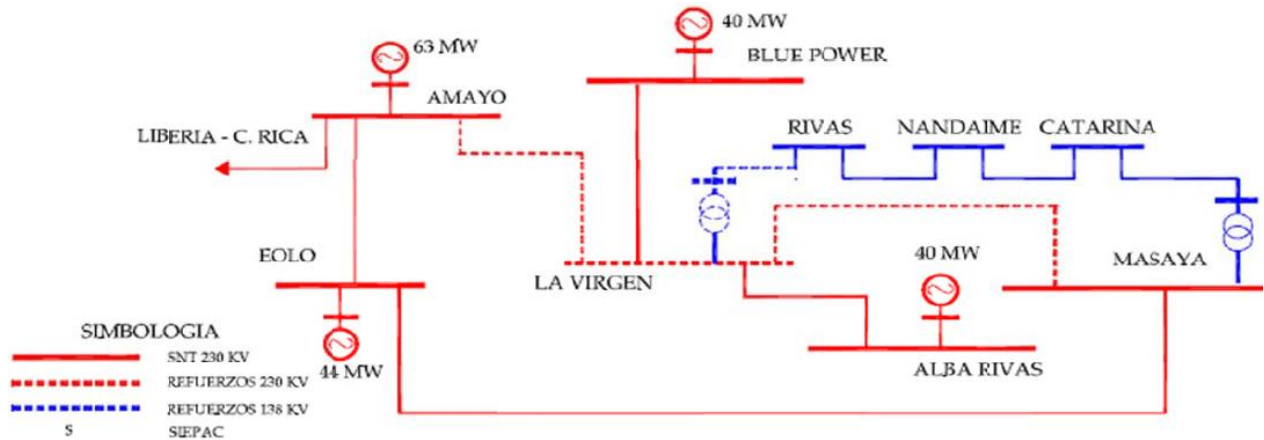 40 MW
BLUE POWER
63 MW
AMAYO
LIBERIA - C. RICA
RIVAS
NANDAIME
CATARINA
EOLO
LA VIRGEN
40 MW
MASAYA
44 MW
ALBA RIVAS
SIMBOLOGIA
SNT 230 KV
REFUERZOS 230 KV
REFUERZOS 138 KV
S SIEPAC